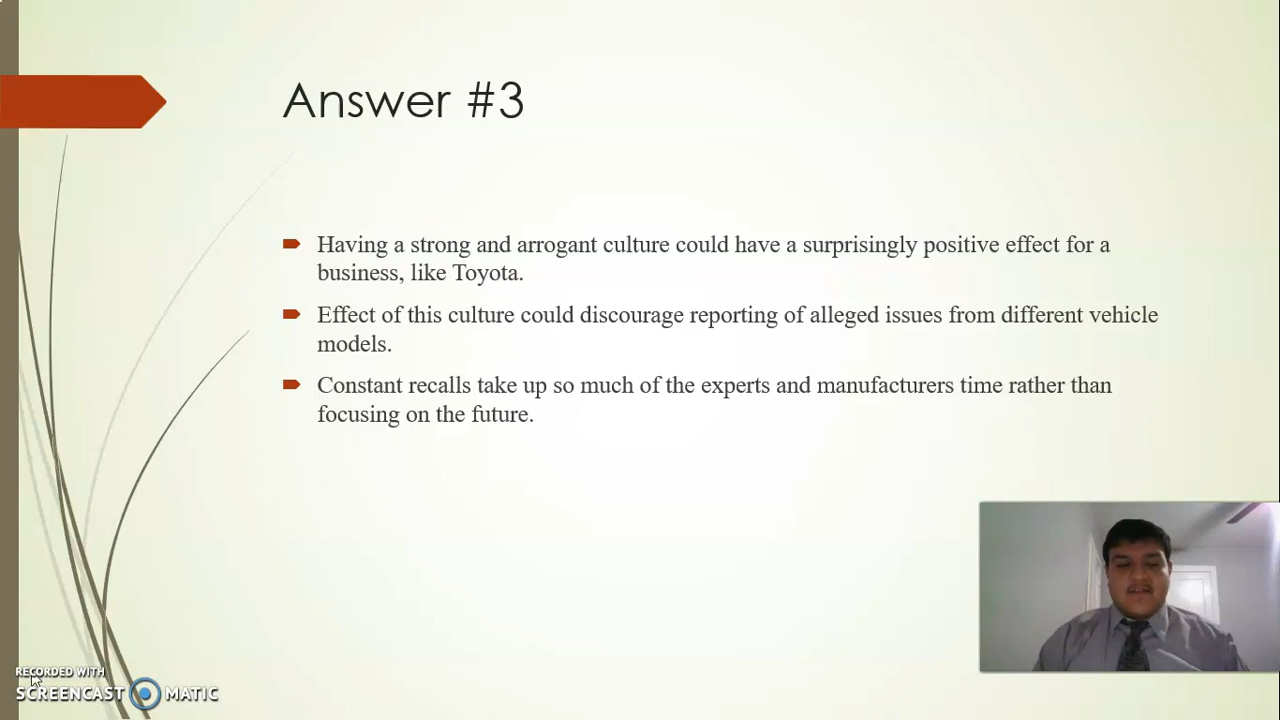 Answer #3
Having a strong and arrogant culture could have a surprisingly positive effect for a
business, like Toyota.
Effect of this culture could discourage reporting of alleged issues from different vehicle
models.
Constant recalls take up so much of the experts and manufacturers time rather than
focusing on the future.
RECORDED WITH
SCREENCAST MATIC